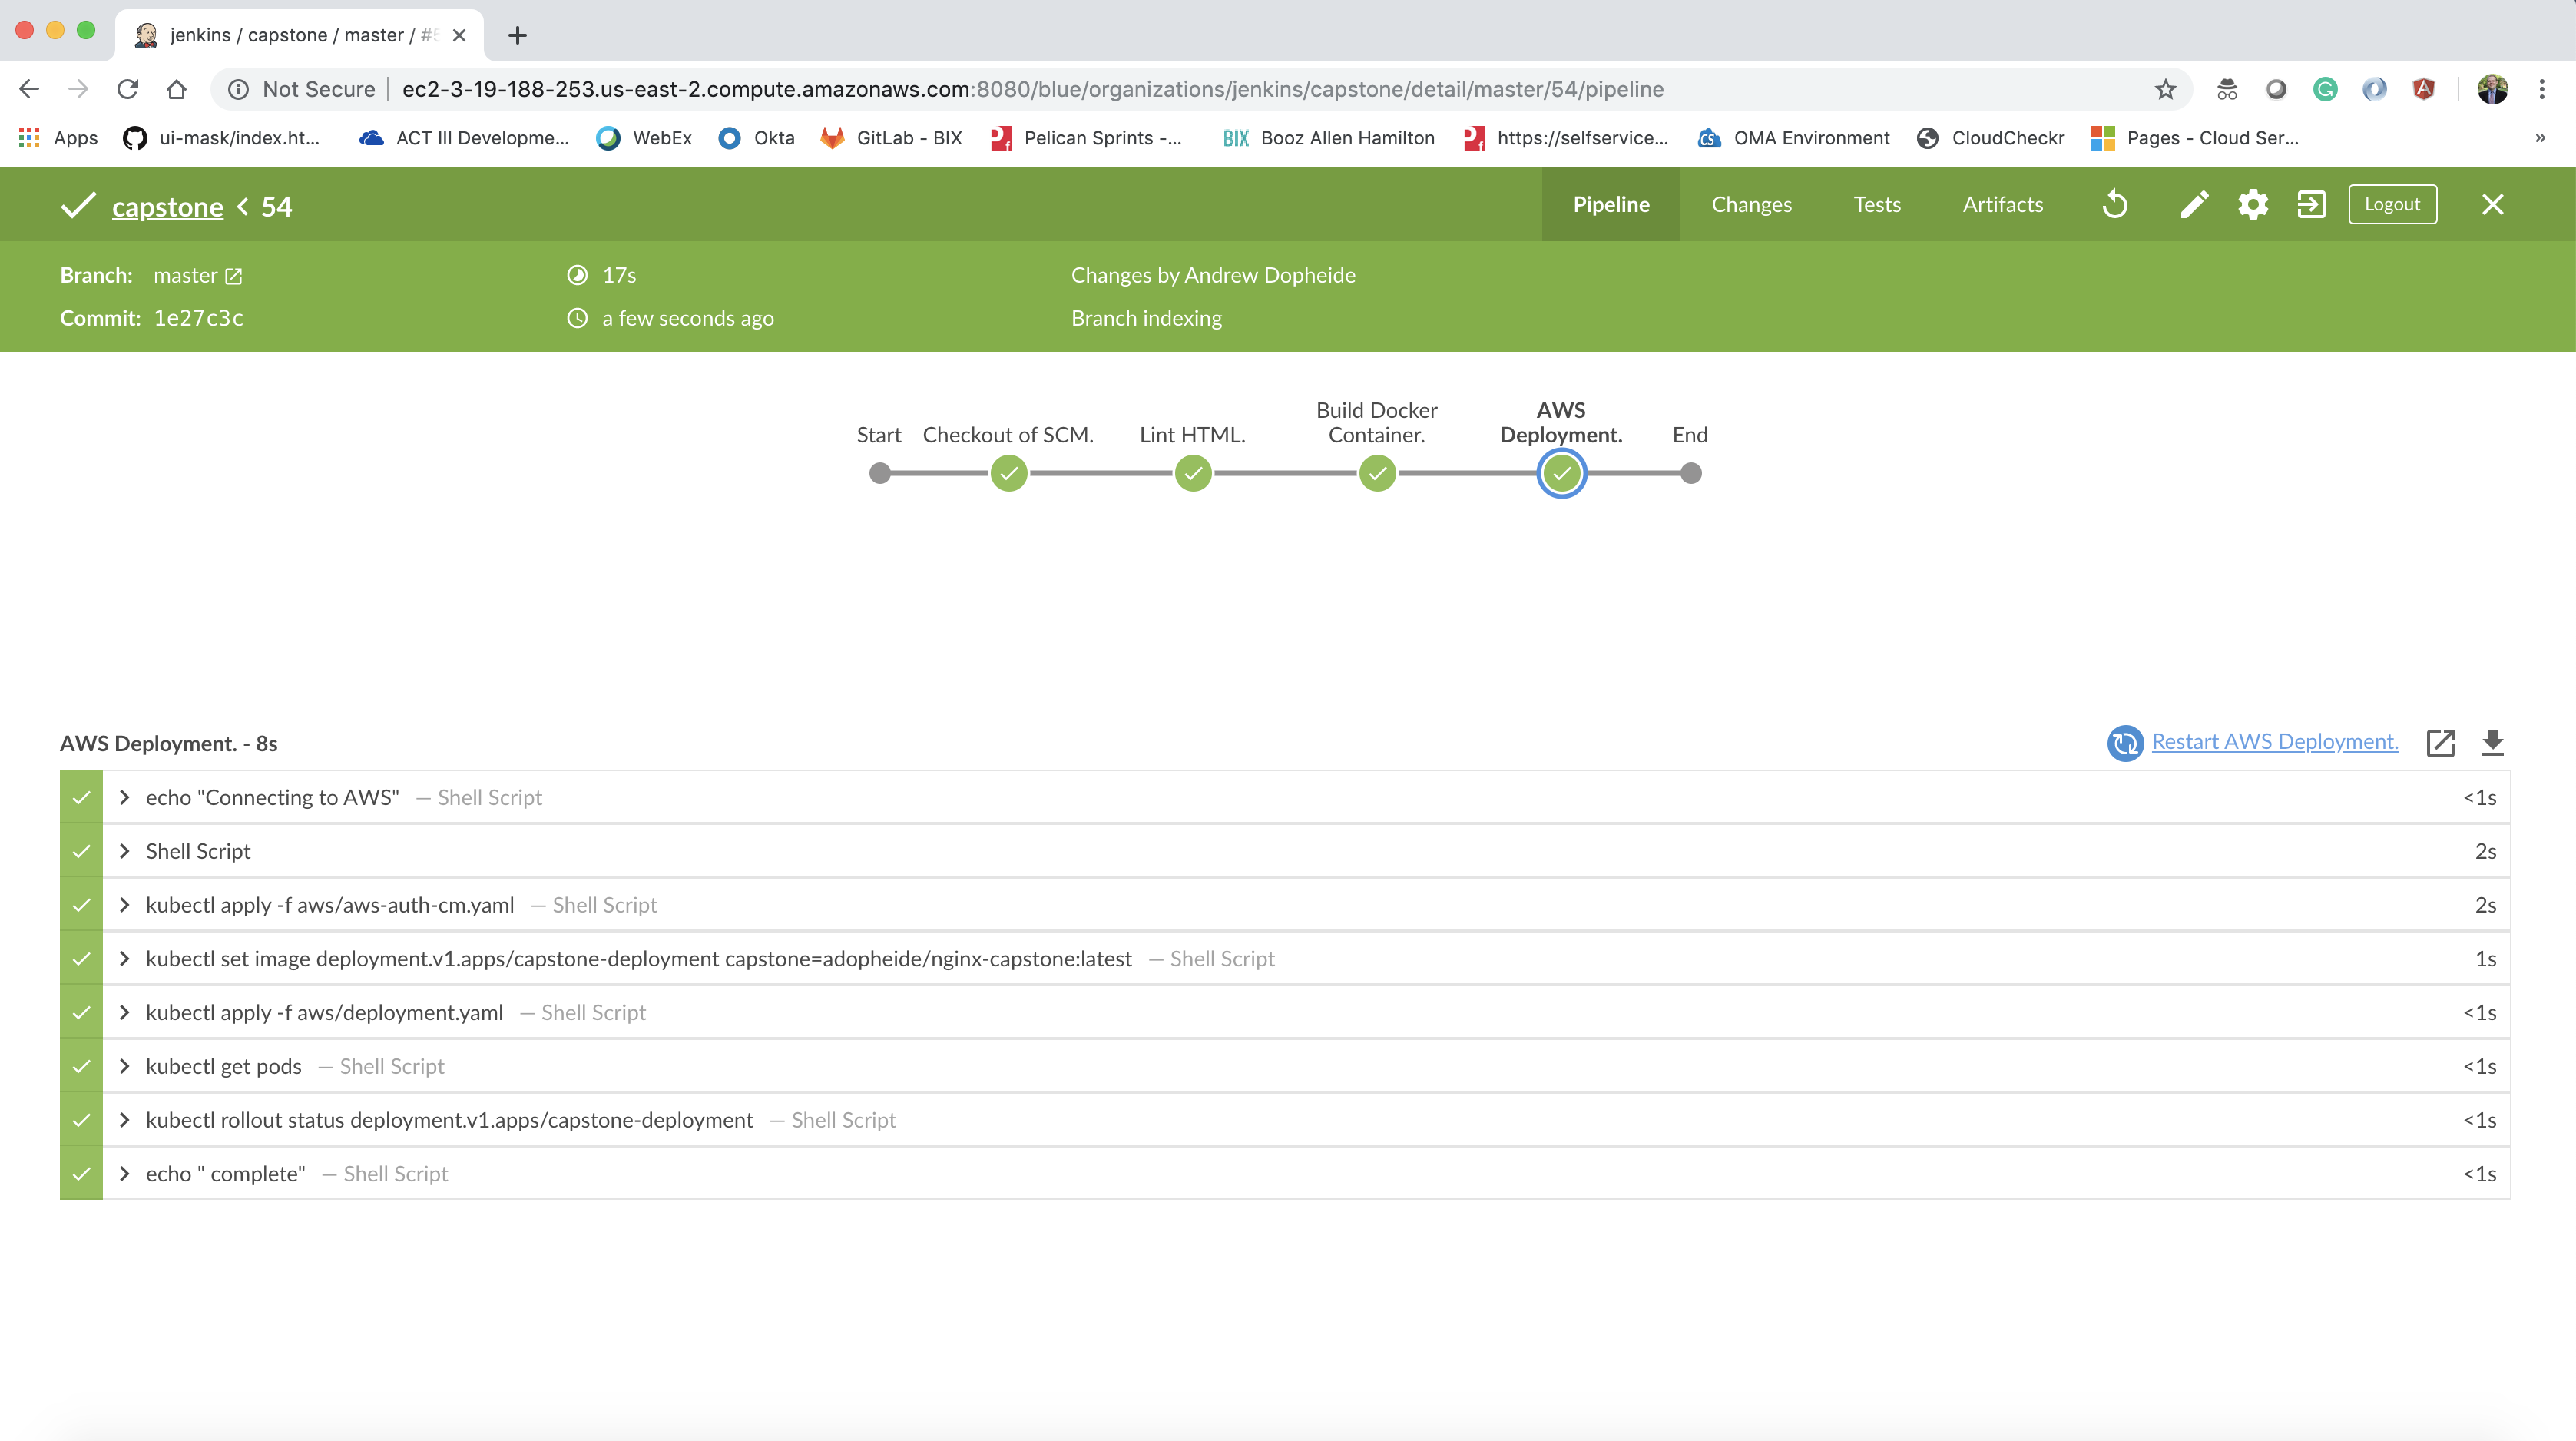 jenkins / capstone / master / #5
Not Secure ec2-3-19-188-253.us-east-2.compute.amazonaws.com:8080/blue/organizations/jenkins/capstone/detail/master/54/pipeline
Apps ui-mask/index.ht... ACT III Developme... WebEx Okta GitLab - BIX Pelican Sprints -... BIX Booz Allen Hamilton https://selfservice... CS OMA Environment CloudCheckr Pages - Cloud Ser... »
capstone < 54 Pipeline Changes Tests Artifacts Logout
Branch: master 17s Changes by Andrew Dopheide
Commit: 1e27c3c a few seconds ago Branch indexing
Start Checkout of SCM. Lint HTML. Build Docker Container. AWS Deployment. End
AWS Deployment. - 8s Restart AWS Deployment.
echo "Connecting to AWS" — Shell Script <1s
Shell Script 2s
kubectl apply -f aws/aws-auth-cm.yaml — Shell Script 2s
kubectl set image deployment.v1.apps/capstone-deployment capstone=adopheide/nginx-capstone:latest — Shell Script 1s
kubectl apply -f aws/deployment.yaml — Shell Script <1s
kubectl get pods — Shell Script <1s
kubectl rollout status deployment.v1.apps/capstone-deployment — Shell Script <1s
echo " complete" — Shell Script <1s